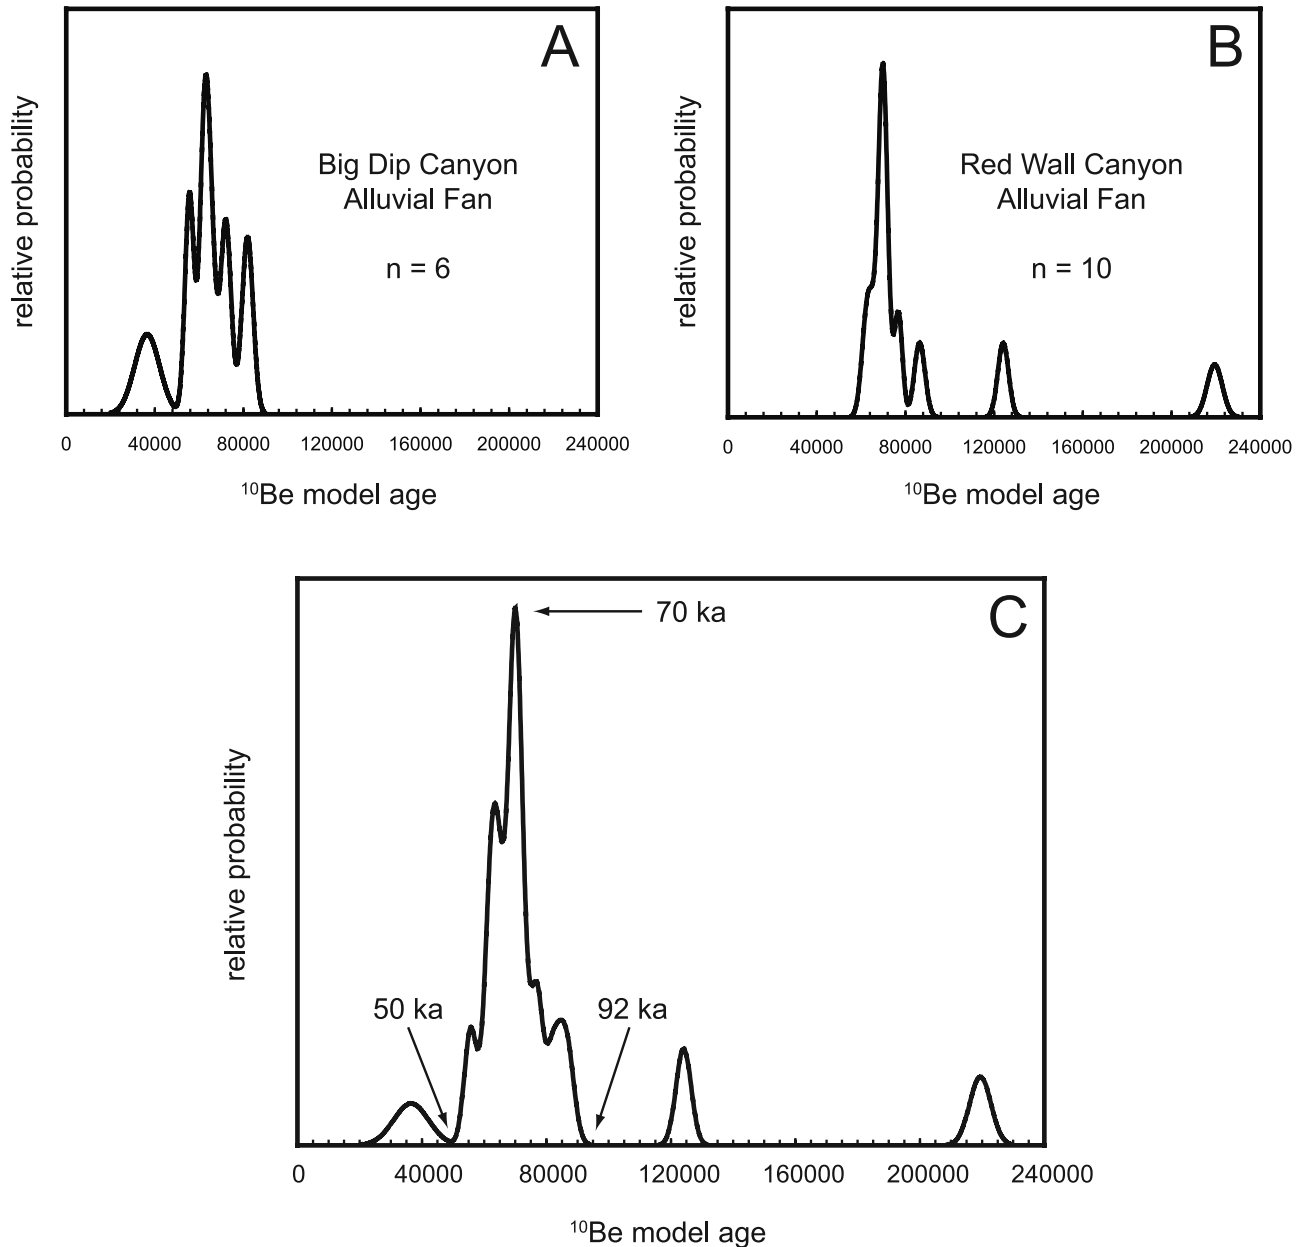 A
relative probability
Big Dip Canyon
Alluvial Fan
n = 6
0 40000 80000 120000 160000 200000 240000
¹⁰Be model age
B
relative probability
Red Wall Canyon
Alluvial Fan
n = 10
0 40000 80000 120000 160000 200000 240000
¹⁰Be model age
C
70 ka
relative probability
50 ka
92 ka
0 40000 80000 120000 160000 200000 240000
¹⁰Be model age